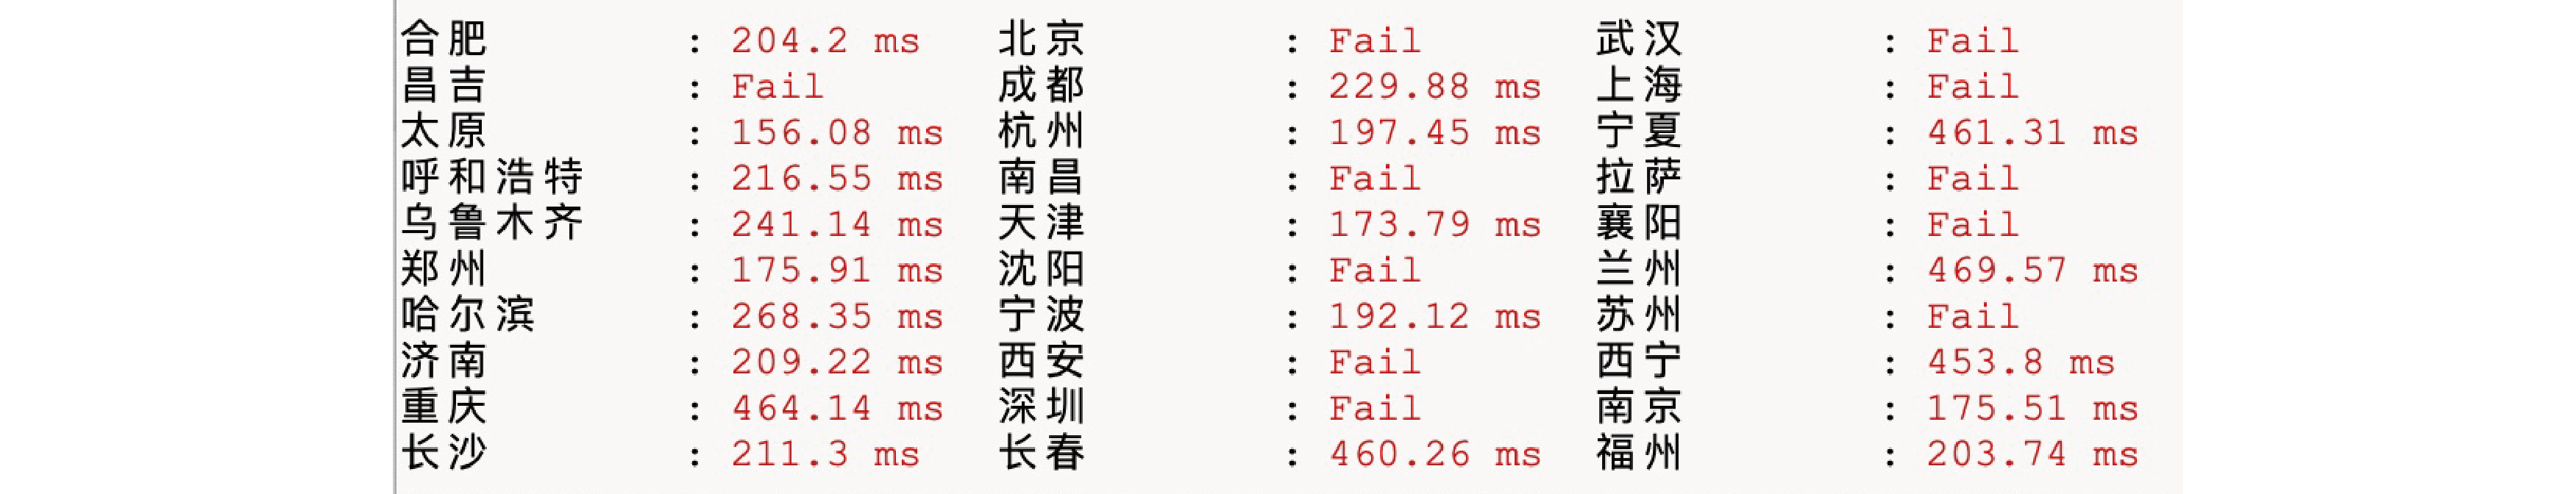 合肥 : 204.2 ms 北京 : Fail 武汉 : Fail
昌吉 : Fail 成都 : 229.88 ms 上海 : Fail
太原 : 156.08 ms 杭州 : 197.45 ms 宁夏 : 461.31 ms
呼和浩特 : 216.55 ms 南昌 : Fail 拉萨 : Fail
乌鲁木齐 : 241.14 ms 天津 : 173.79 ms 襄阳 : Fail
郑州 : 175.91 ms 沈阳 : Fail 兰州 : 469.57 ms
哈尔滨 : 268.35 ms 宁波 : 192.12 ms 苏州 : Fail
济南 : 209.22 ms 西安 : Fail 西宁 : 453.8 ms
重庆 : 464.14 ms 深圳 : Fail 南京 : 175.51 ms
长沙 : 211.3 ms 长春 : 460.26 ms 福州 : 203.74 ms